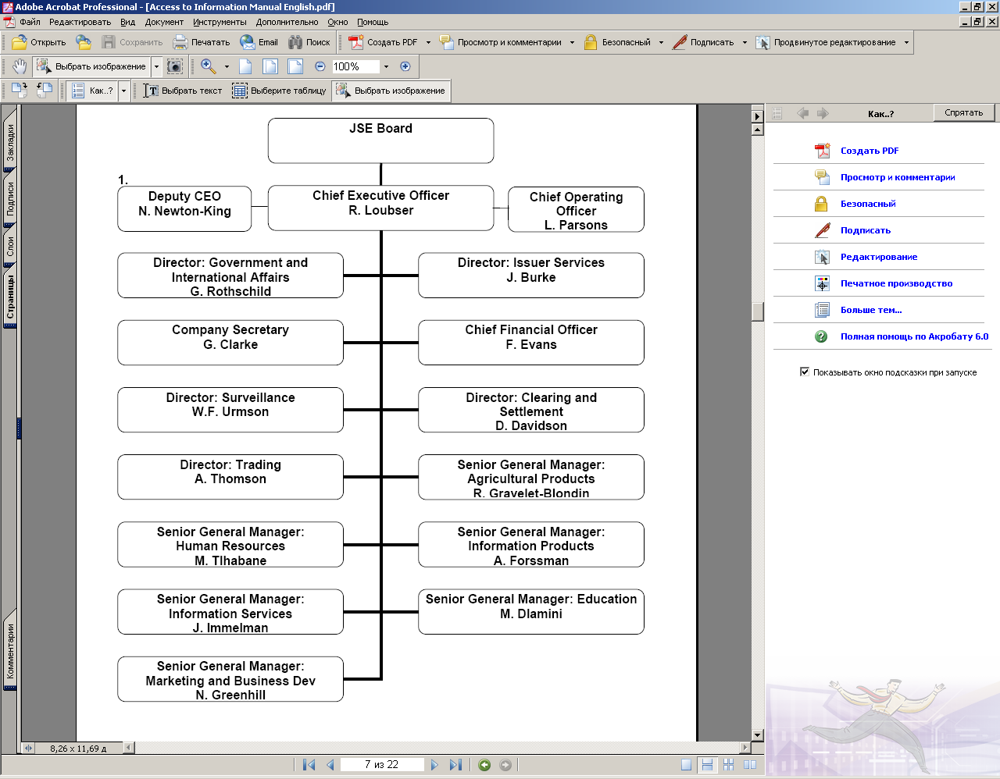 Adobe Acrobat Professional - [Access to Information Manual English.pdf]
Файл Редактировать Вид Документ Инструменты Дополнительно Окно Помощь
Открыть Сохранить Печатать Email Поиск Создать PDF Просмотр и комментарии Безопасный Подписать Продвинутое редактирование
Выбрать изображение 100%
Как..? Выбрать текст Выберите таблицу Выбрать изображение
Закладки
Подписи
Слои
Страницы
Комментарии
JSE Board
1.
Deputy CEO
N. Newton-King
Chief Executive Officer
R. Loubser
Chief Operating
Officer
L. Parsons
Director: Government and
International Affairs
G. Rothschild
Director: Issuer Services
J. Burke
Company Secretary
G. Clarke
Chief Financial Officer
F. Evans
Director: Surveillance
W.F. Urmson
Director: Clearing and
Settlement
D. Davidson
Director: Trading
A. Thomson
Senior General Manager:
Agricultural Products
R. Gravelet-Blondin
Senior General Manager:
Human Resources
M. Tlhabane
Senior General Manager:
Information Products
A. Forssman
Senior General Manager:
Information Services
J. Immelman
Senior General Manager: Education
M. Dlamini
Senior General Manager:
Marketing and Business Dev
N. Greenhill
Как..? Спрятать
Создать PDF
Просмотр и комментарии
Безопасный
Подписать
Редактирование
Печатное производство
Больше тем...
Полная помощь по Акробату 6.0
Показывать окно подсказки при запуске
8,26 x 11,69 д
7 из 22